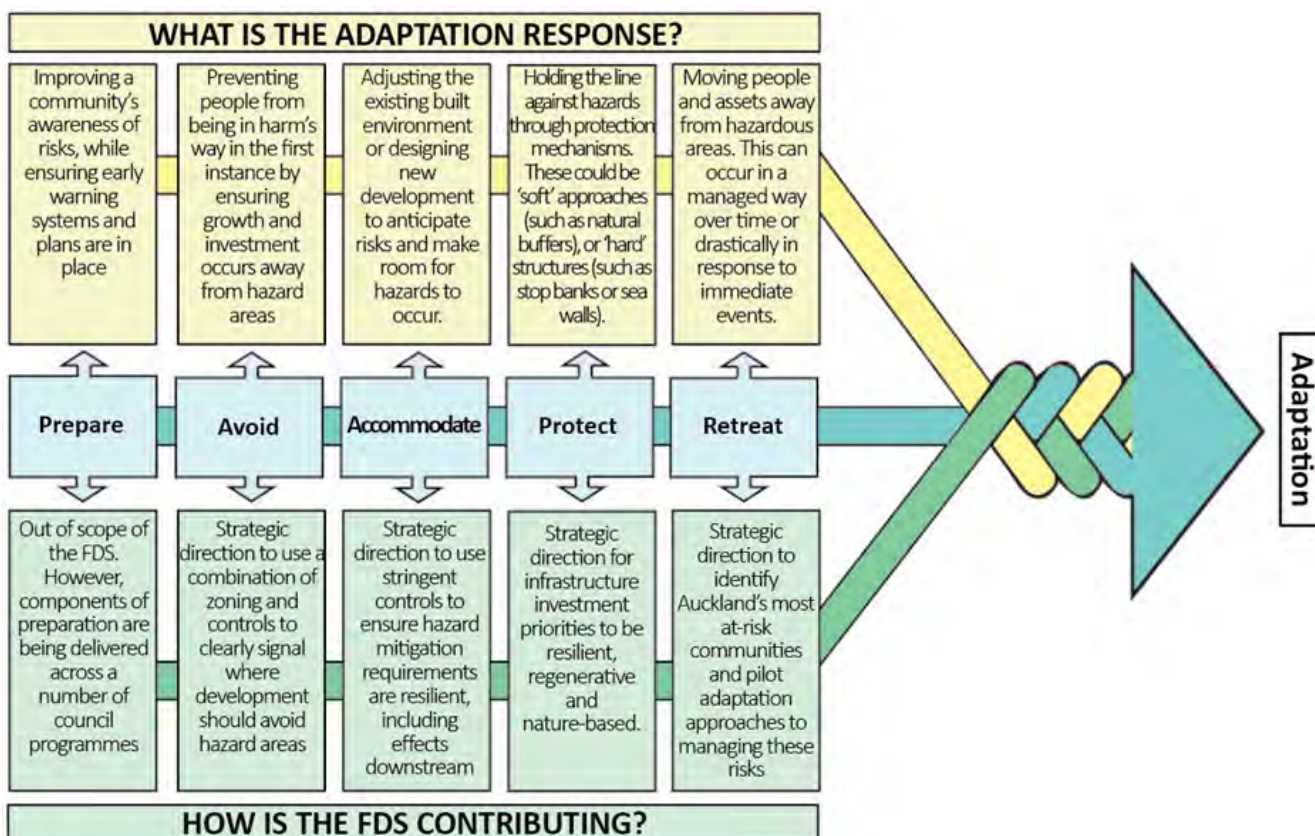 WHAT IS THE ADAPTATION RESPONSE?
Improving a
community's
awareness of
risks, while
ensuring early
warning
systems and
plans are in
place
Preventing
people from
being in harm's
way in the first
instance by
ensuring
growth and
investment
occurs away
from hazard
areas
Adjusting the
existing built
environment
or designing
new
development
to anticipate
risks and make
room for
hazards to
occur.
Holding the line
against hazards
through protection
mechanisms.
These could be
'soft' approaches
(such as natural
buffers), or 'hard'
structures (such as
stop banks or sea
walls).
Moving people
and assets away
from hazardous
areas. This can
occur in a
managed way
over time or
drastically in
response to
immediate
events.
Prepare
Avoid
Accommodate
Protect
Retreat
Adaptation
Out of scope of
the FDS.
However,
components of
preparation are
being delivered
across a
number of
council
programmes
Strategic
direction to use a
combination of
zoning and
controls to
clearly signal
where
development
should avoid
hazard areas
Strategic
direction to use
stringent
controls to
ensure hazard
mitigation
requirements
are resilient,
including
effects
downstream
Strategic
direction for
infrastructure
investment
priorities to be
resilient,
regenerative
and
nature-based.
Strategic
direction to
identify
Auckland's most
at-risk
communities
and pilot
adaptation
approaches to
managing these
risks
HOW IS THE FDS CONTRIBUTING?